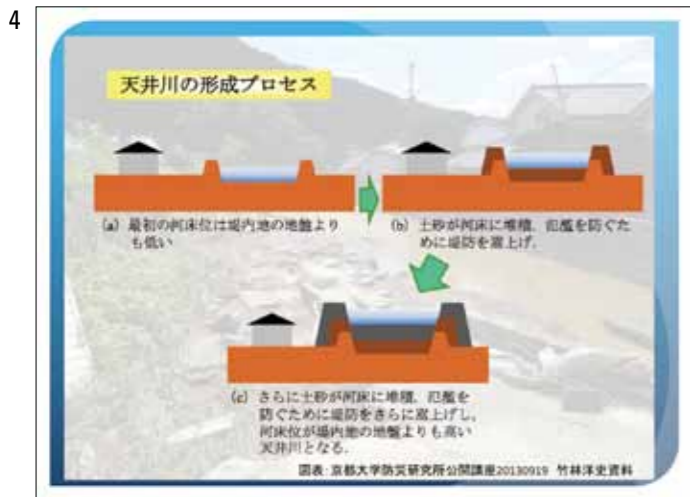 4
天井川の形成プロセス
(a) 最初の河床位は堤内地の地盤より
も低い
(b) 土砂が河床に堆積、氾濫を防ぐた
めに堤防を嵩上げ.
(c) さらに土砂が河床に堆積、氾濫を
防ぐために堤防をさらに嵩上げし、
河床位が堤内地の地盤よりも高い
天井川となる.
図表:京都大学防災研究所公開講座20130919 竹林洋史資料